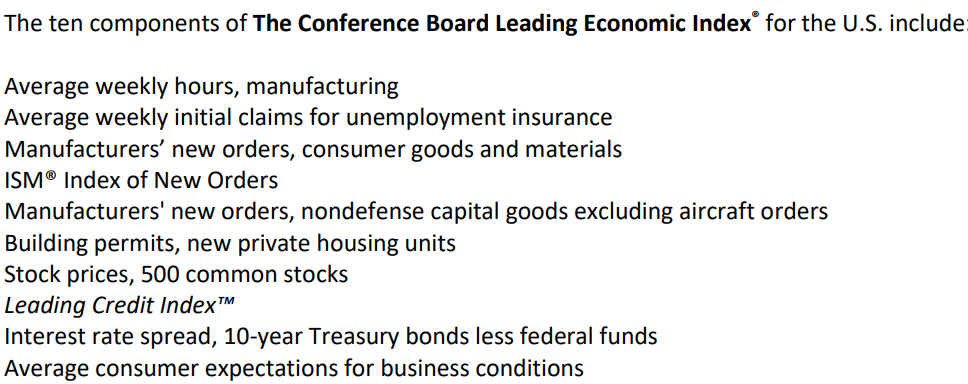 The ten components of The Conference Board Leading Economic Index® for the U.S. include:
Average weekly hours, manufacturing
Average weekly initial claims for unemployment insurance
Manufacturers’ new orders, consumer goods and materials
ISM® Index of New Orders
Manufacturers' new orders, nondefense capital goods excluding aircraft orders
Building permits, new private housing units
Stock prices, 500 common stocks
Leading Credit Index™
Interest rate spread, 10-year Treasury bonds less federal funds
Average consumer expectations for business conditions